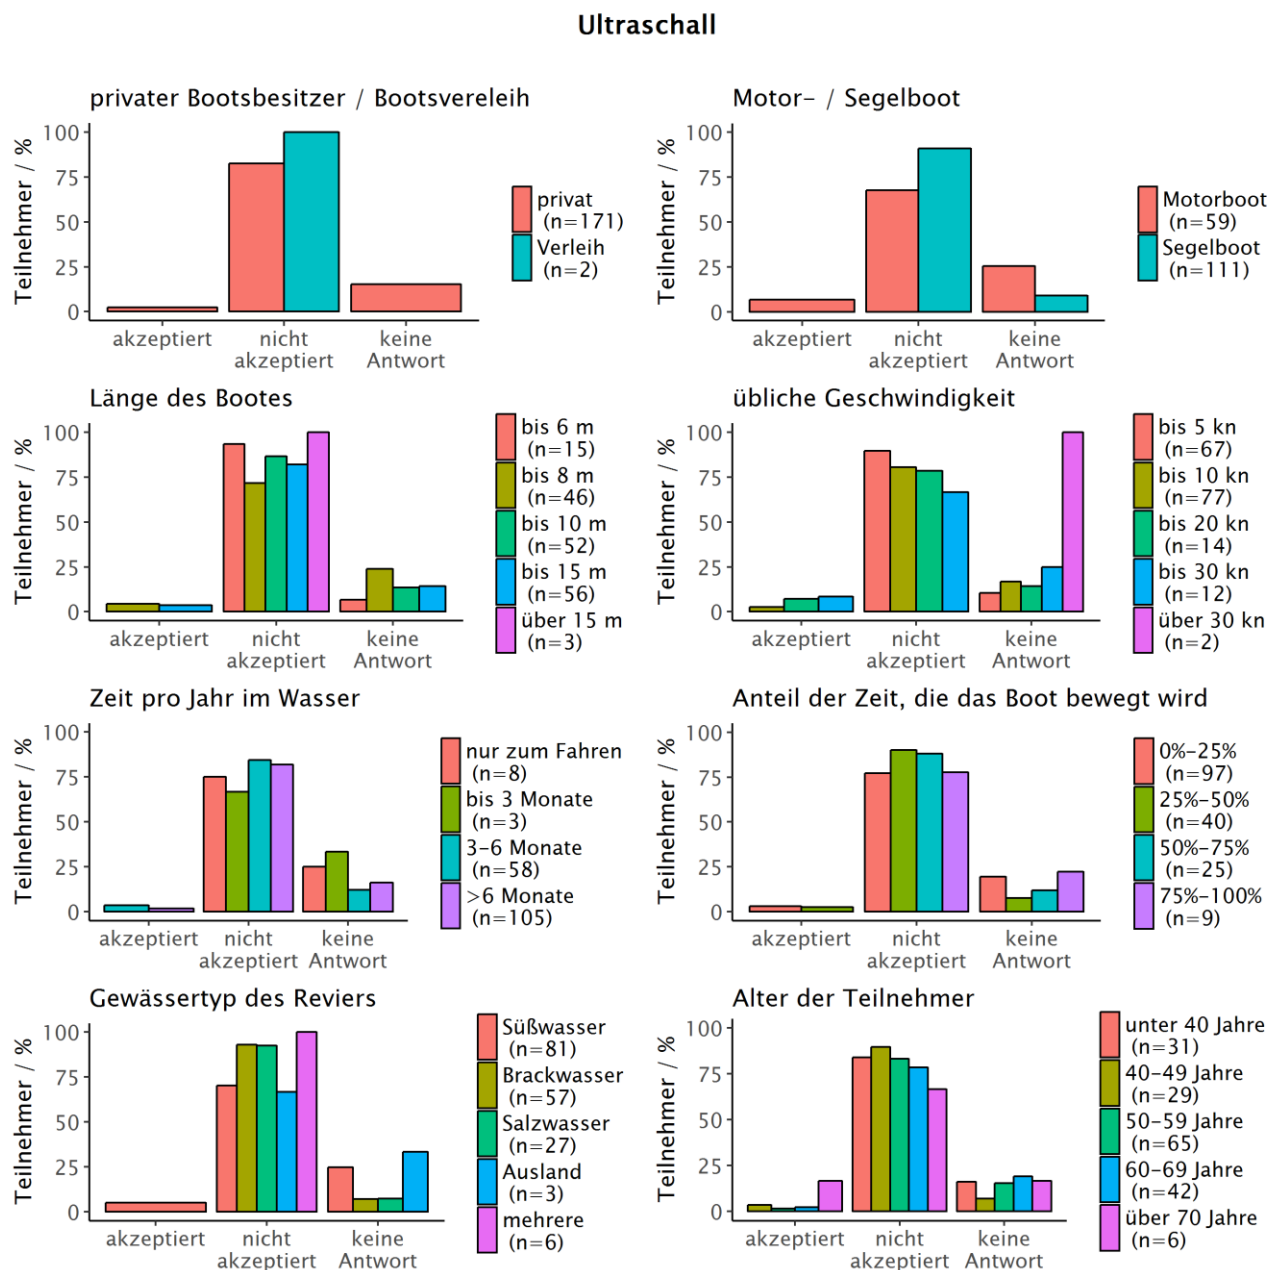 Ultraschall
privater Bootsbesitzer / Bootsvereleih
Teilnehmer / %
100
75
50
25
0
akzeptiert
nicht
akzeptiert
keine
Antwort
privat
(n=171)
Verleih
(n=2)
Motor- / Segelboot
Teilnehmer / %
100
75
50
25
0
akzeptiert
nicht
akzeptiert
keine
Antwort
Motorboot
(n=59)
Segelboot
(n=111)
Länge des Bootes
Teilnehmer / %
100
75
50
25
0
akzeptiert
nicht
akzeptiert
keine
Antwort
bis 6 m
(n=15)
bis 8 m
(n=46)
bis 10 m
(n=52)
bis 15 m
(n=56)
über 15 m
(n=3)
übliche Geschwindigkeit
Teilnehmer / %
100
75
50
25
0
akzeptiert
nicht
akzeptiert
keine
Antwort
bis 5 kn
(n=67)
bis 10 kn
(n=77)
bis 20 kn
(n=14)
bis 30 kn
(n=12)
über 30 kn
(n=2)
Zeit pro Jahr im Wasser
Teilnehmer / %
100
75
50
25
0
akzeptiert
nicht
akzeptiert
keine
Antwort
nur zum Fahren
(n=8)
bis 3 Monate
(n=3)
3-6 Monate
(n=58)
>6 Monate
(n=105)
Anteil der Zeit, die das Boot bewegt wird
Teilnehmer / %
100
75
50
25
0
akzeptiert
nicht
akzeptiert
keine
Antwort
0%-25%
(n=97)
25%-50%
(n=40)
50%-75%
(n=25)
75%-100%
(n=9)
Gewässertyp des Reviers
Teilnehmer / %
100
75
50
25
0
akzeptiert
nicht
akzeptiert
keine
Antwort
Süßwasser
(n=81)
Brackwasser
(n=57)
Salzwasser
(n=27)
Ausland
(n=3)
mehrere
(n=6)
Alter der Teilnehmer
Teilnehmer / %
100
75
50
25
0
akzeptiert
nicht
akzeptiert
keine
Antwort
unter 40 Jahre
(n=31)
40-49 Jahre
(n=29)
50-59 Jahre
(n=65)
60-69 Jahre
(n=42)
über 70 Jahre
(n=6)